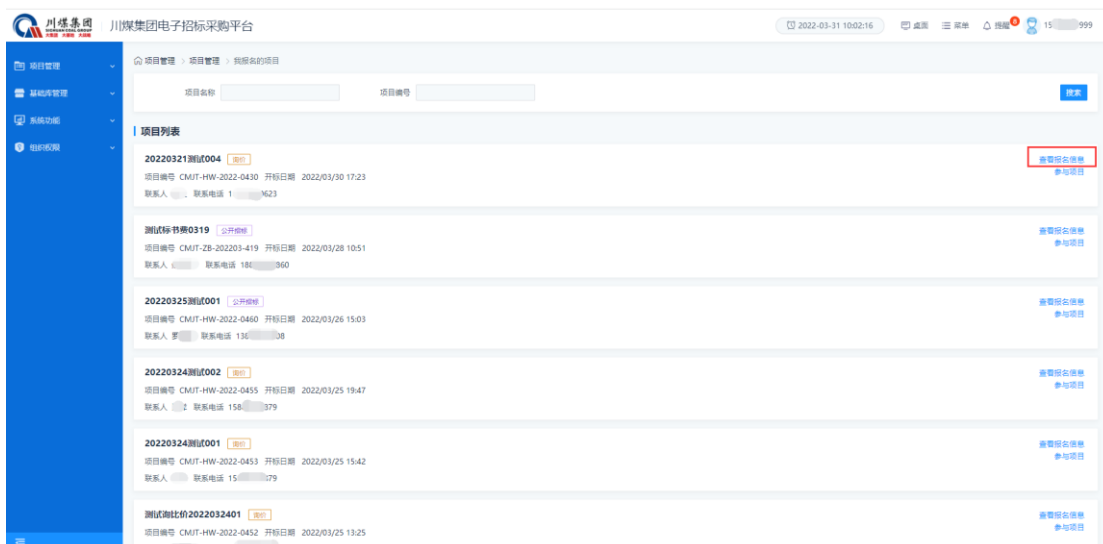 川煤集团
SICHUAN COAL GROUP
川煤集团电子招标采购平台
2022-03-31 10:02:16
桌面
菜单
提醒 8
15 999
项目管理
基础库管理
系统功能
组织权限
项目管理 > 项目管理 > 我报名的项目
项目名称
项目编号
搜索
项目列表
20220321测试004 询价
查看报名信息
项目编号 CMJT-HW-2022-0430 开标日期 2022/03/30 17:23
参与项目
联系人 联系电话 1 623
测试标书费0319 公开招标
查看报名信息
项目编号 CMJT-ZB-202203-419 开标日期 2022/03/28 10:51
参与项目
联系人 联系电话 18 860
20220325测试001 公开招标
查看报名信息
项目编号 CMJT-HW-2022-0460 开标日期 2022/03/26 15:03
参与项目
联系人 联系电话 13 08
20220324测试002 询价
查看报名信息
项目编号 CMJT-HW-2022-0455 开标日期 2022/03/25 19:47
参与项目
联系人 联系电话 158 379
20220324测试001 询价
查看报名信息
项目编号 CMJT-HW-2022-0453 开标日期 2022/03/25 15:42
参与项目
联系人 联系电话 15 79
测试询比价2022032401 询价
查看报名信息
项目编号 CMJT-HW-2022-0452 开标日期 2022/03/25 13:25
参与项目